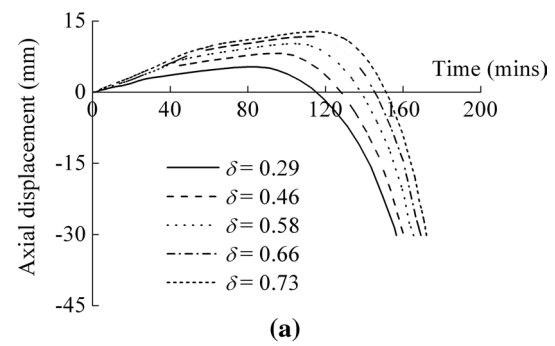 15
Axial displacement (mm)
Time (mins)
0
0 40 80 120 160 200
-15
δ = 0.29
δ = 0.46
δ = 0.58
-30
δ = 0.66
δ = 0.73
-45
(a)